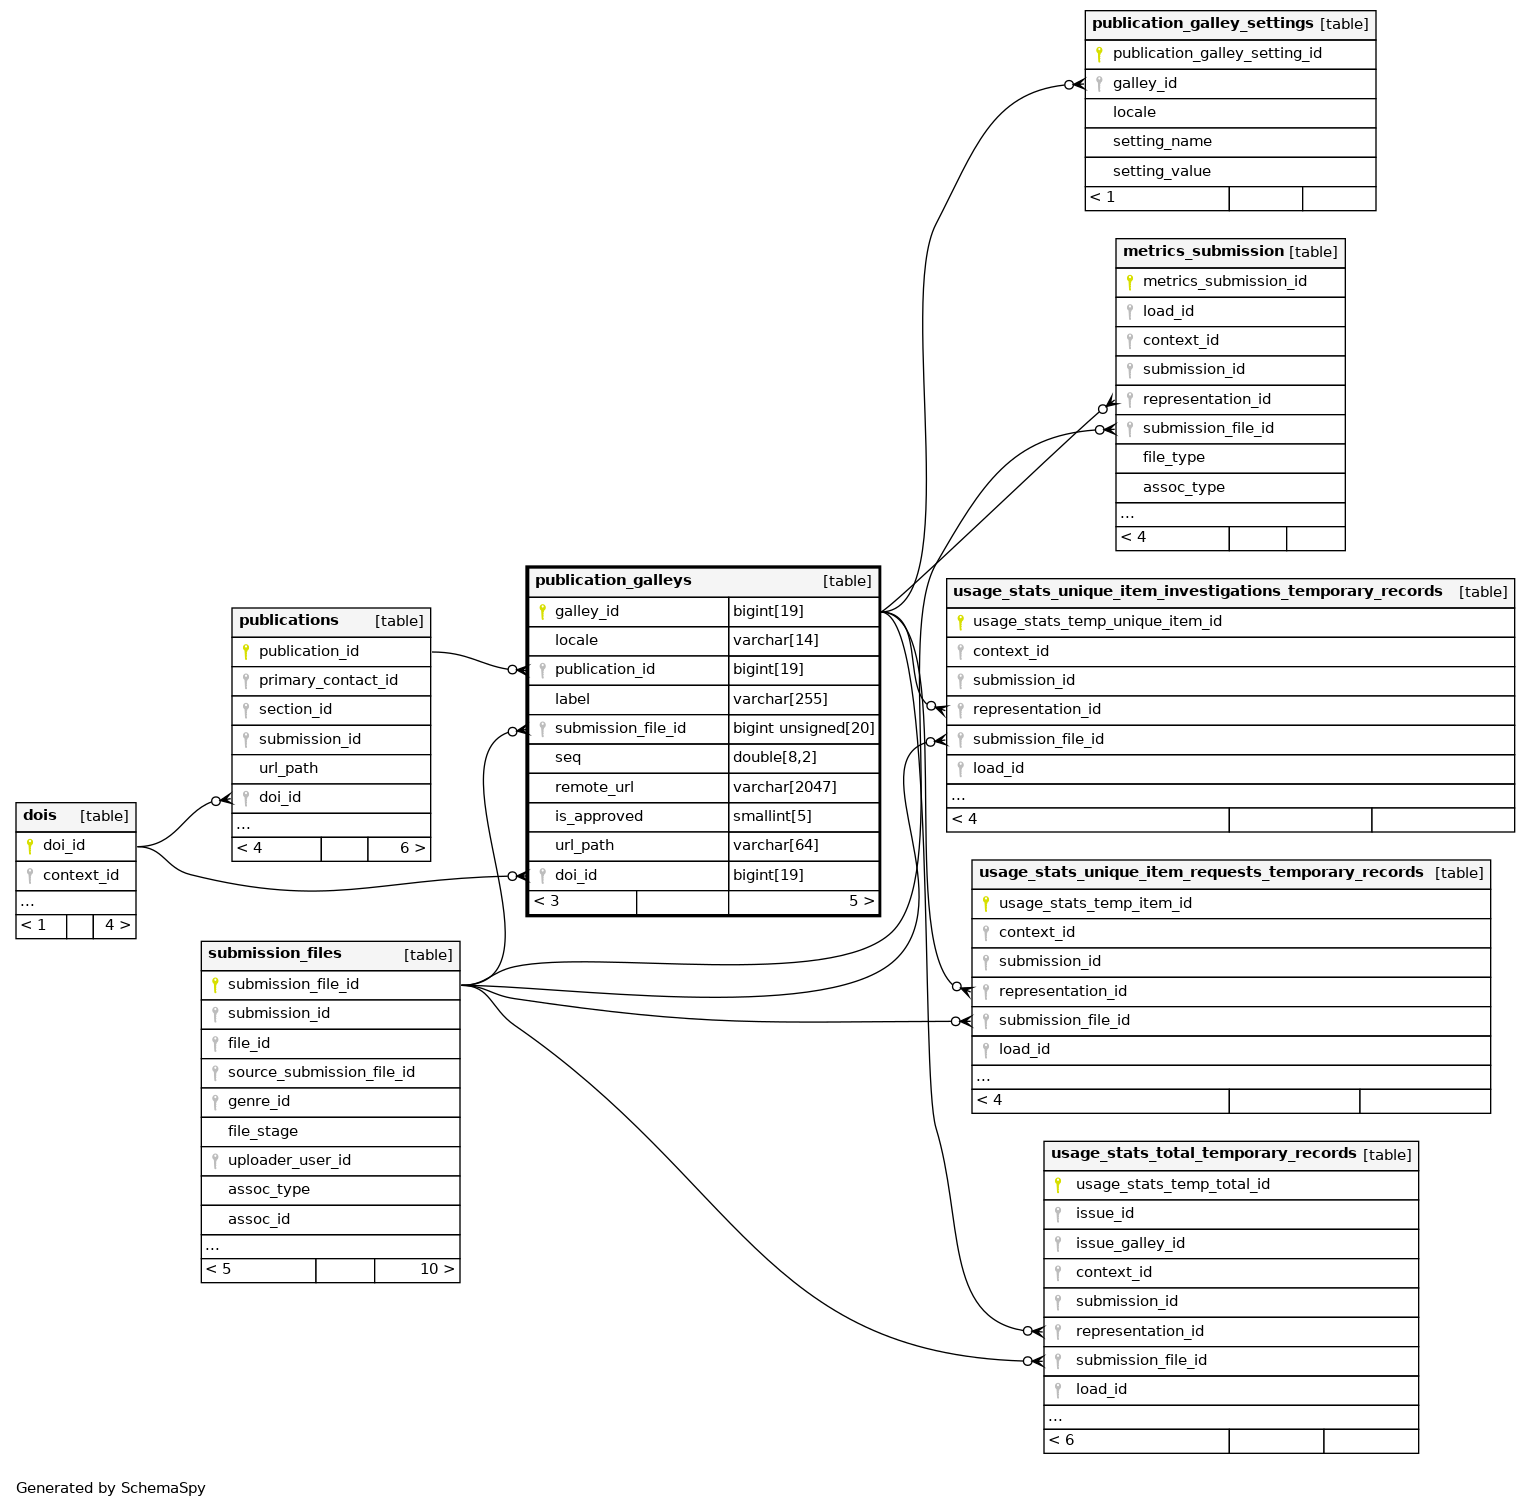 publication_galley_settings [table]
publication_galley_setting_id
galley_id
locale
setting_name
setting_value
< 1
metrics_submission [table]
metrics_submission_id
load_id
context_id
submission_id
representation_id
submission_file_id
file_type
assoc_type
...
< 4
publication_galleys [table]
galley_id bigint[19]
locale varchar[14]
publication_id bigint[19]
label varchar[255]
submission_file_id bigint unsigned[20]
seq double[8,2]
remote_url varchar[2047]
is_approved smallint[5]
url_path varchar[64]
doi_id bigint[19]
< 3 5 >
usage_stats_unique_item_investigations_temporary_records [table]
usage_stats_temp_unique_item_id
context_id
submission_id
representation_id
submission_file_id
load_id
...
< 4
publications [table]
publication_id
primary_contact_id
section_id
submission_id
url_path
doi_id
...
< 4 6 >
dois [table]
doi_id
context_id
...
< 1 4 >
usage_stats_unique_item_requests_temporary_records [table]
usage_stats_temp_item_id
context_id
submission_id
representation_id
submission_file_id
load_id
...
< 4
submission_files [table]
submission_file_id
submission_id
file_id
source_submission_file_id
genre_id
file_stage
uploader_user_id
assoc_type
assoc_id
...
< 5 10 >
usage_stats_total_temporary_records [table]
usage_stats_temp_total_id
issue_id
issue_galley_id
context_id
submission_id
representation_id
submission_file_id
load_id
...
< 6
Generated by SchemaSpy